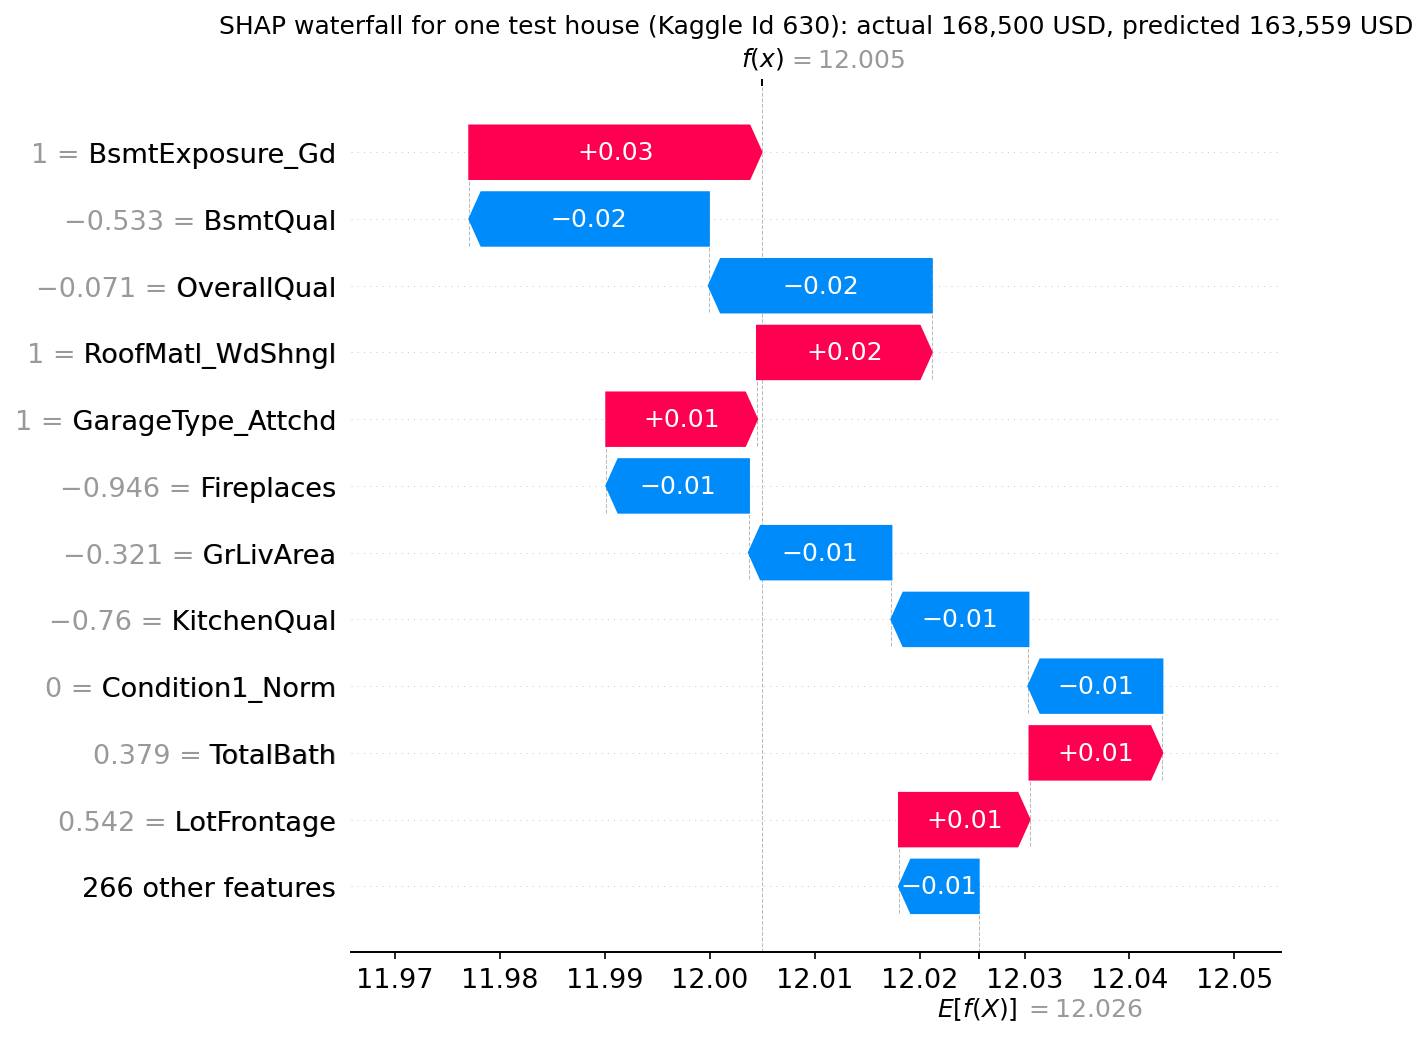 SHAP waterfall for one test house (Kaggle Id 630): actual 168,500 USD, predicted 163,559 USD
f(x) = 12.005
1 = BsmtExposure_Gd
+0.03
−0.533 = BsmtQual
−0.02
−0.071 = OverallQual
−0.02
1 = RoofMatl_WdShngl
+0.02
1 = GarageType_Attchd
+0.01
−0.946 = Fireplaces
−0.01
−0.321 = GrLivArea
−0.01
−0.76 = KitchenQual
−0.01
0 = Condition1_Norm
−0.01
0.379 = TotalBath
+0.01
0.542 = LotFrontage
+0.01
266 other features
−0.01
11.97 11.98 11.99 12.00 12.01 12.02 12.03 12.04 12.05
E[f(X)] = 12.026